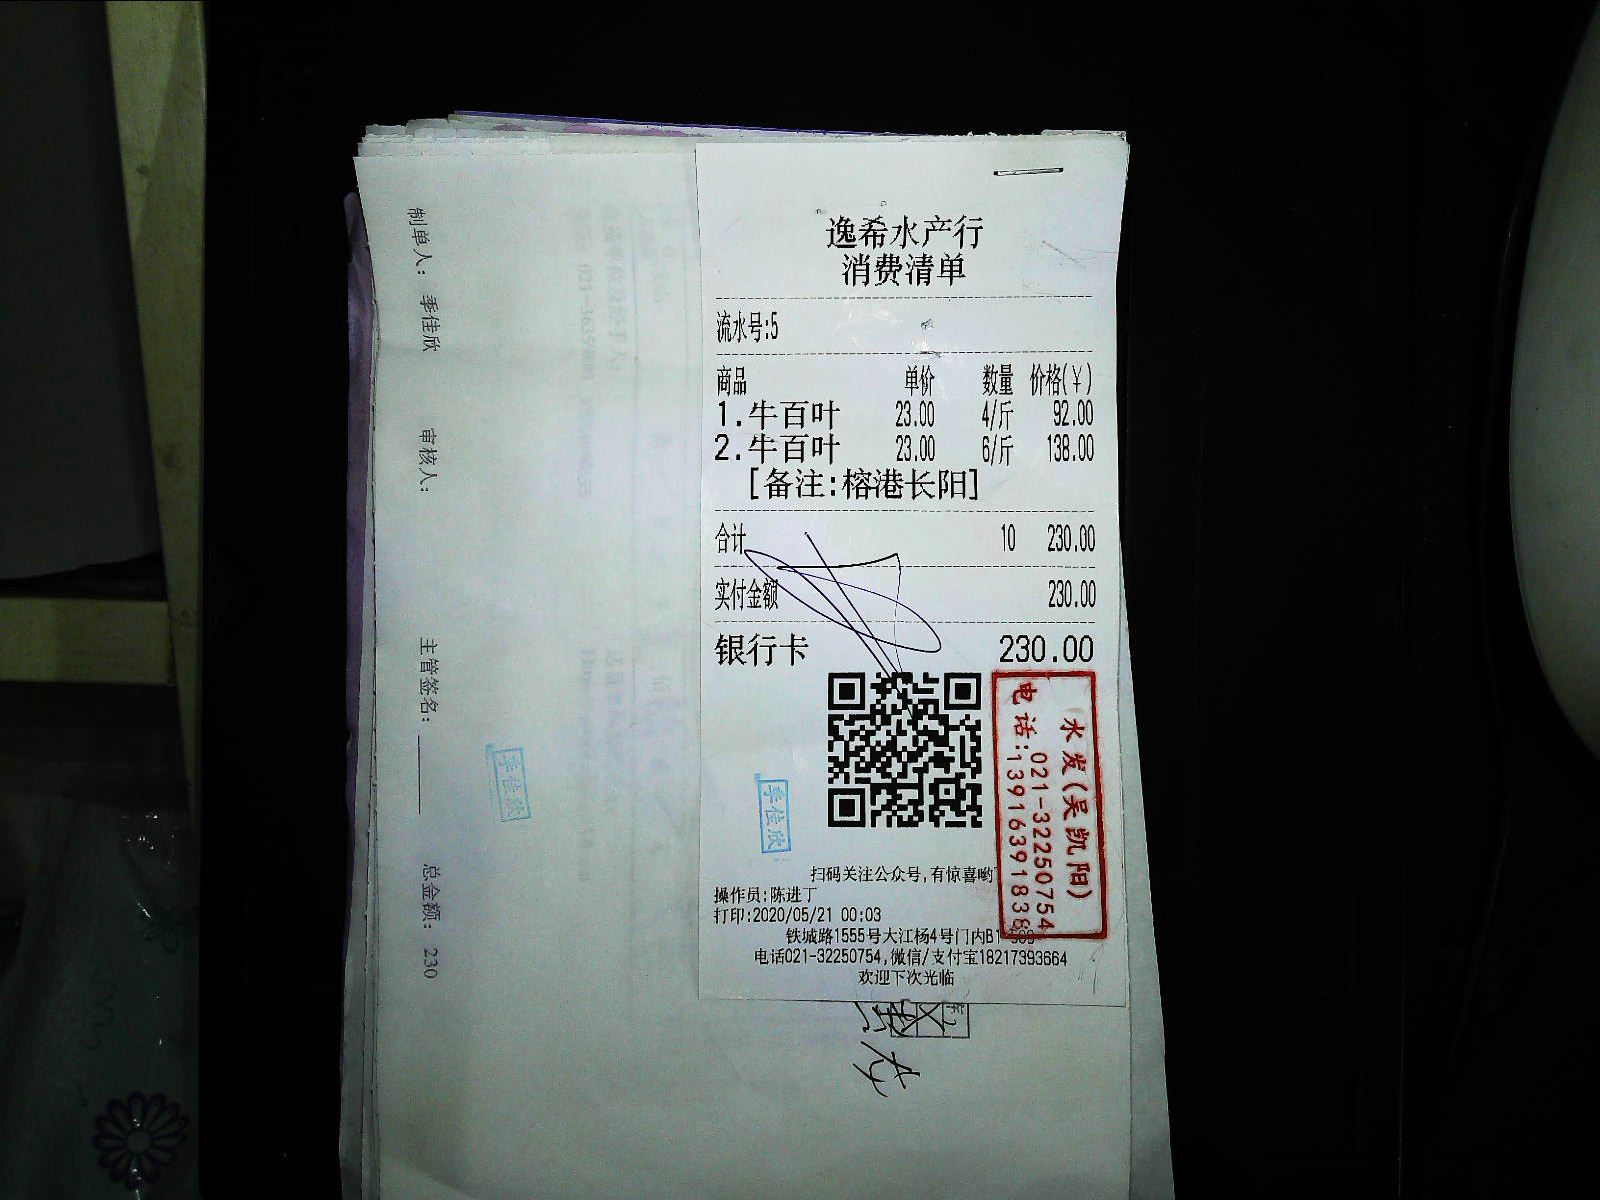 逸希水产行
消费清单
流水号:5
商品 单价 数量 价格(¥)
1.牛百叶 23.00 4/斤 92.00
2.牛百叶 23.00 6/斤 138.00
[备注:榕港长阳]
合计 10 230.00
实付金额 230.00
银行卡 230.00
水发(吴凯阳)
021-32250754
电话:13916391838
季佳欣
扫码关注公众号,有惊喜哟
操作员:陈进丁
打印:2020/05/21 00:03
铁城路1555号大江杨4号门内B1
电话021-32250754,微信/支付宝18217393664
欢迎下次光临
制单人: 季佳欣 审核人: 主管签名: 总金额: 230
季佳欣